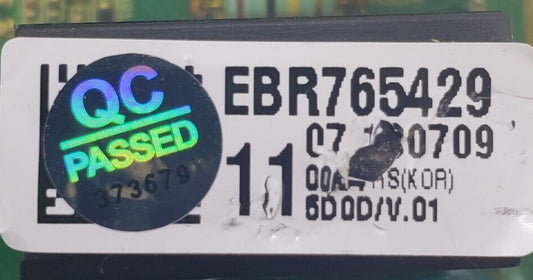 QC
PASSED
373679
EBR765429
11
6D0D/V.01